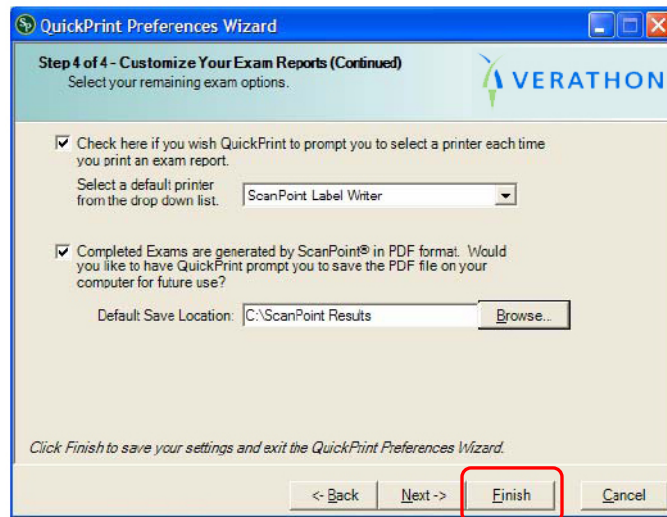 SP QuickPrint Preferences Wizard
Step 4 of 4 - Customize Your Exam Reports (Continued)
Select your remaining exam options.
VERATHON
Check here if you wish QuickPrint to prompt you to select a printer each time
you print an exam report.
Select a default printer
from the drop down list.
ScanPoint Label Writer
Completed Exams are generated by ScanPoint® in PDF format. Would
you like to have QuickPrint prompt you to save the PDF file on your
computer for future use?
Default Save Location: C:\ScanPoint Results Browse...
Click Finish to save your settings and exit the QuickPrint Preferences Wizard.
<- Back Next -> Finish Cancel